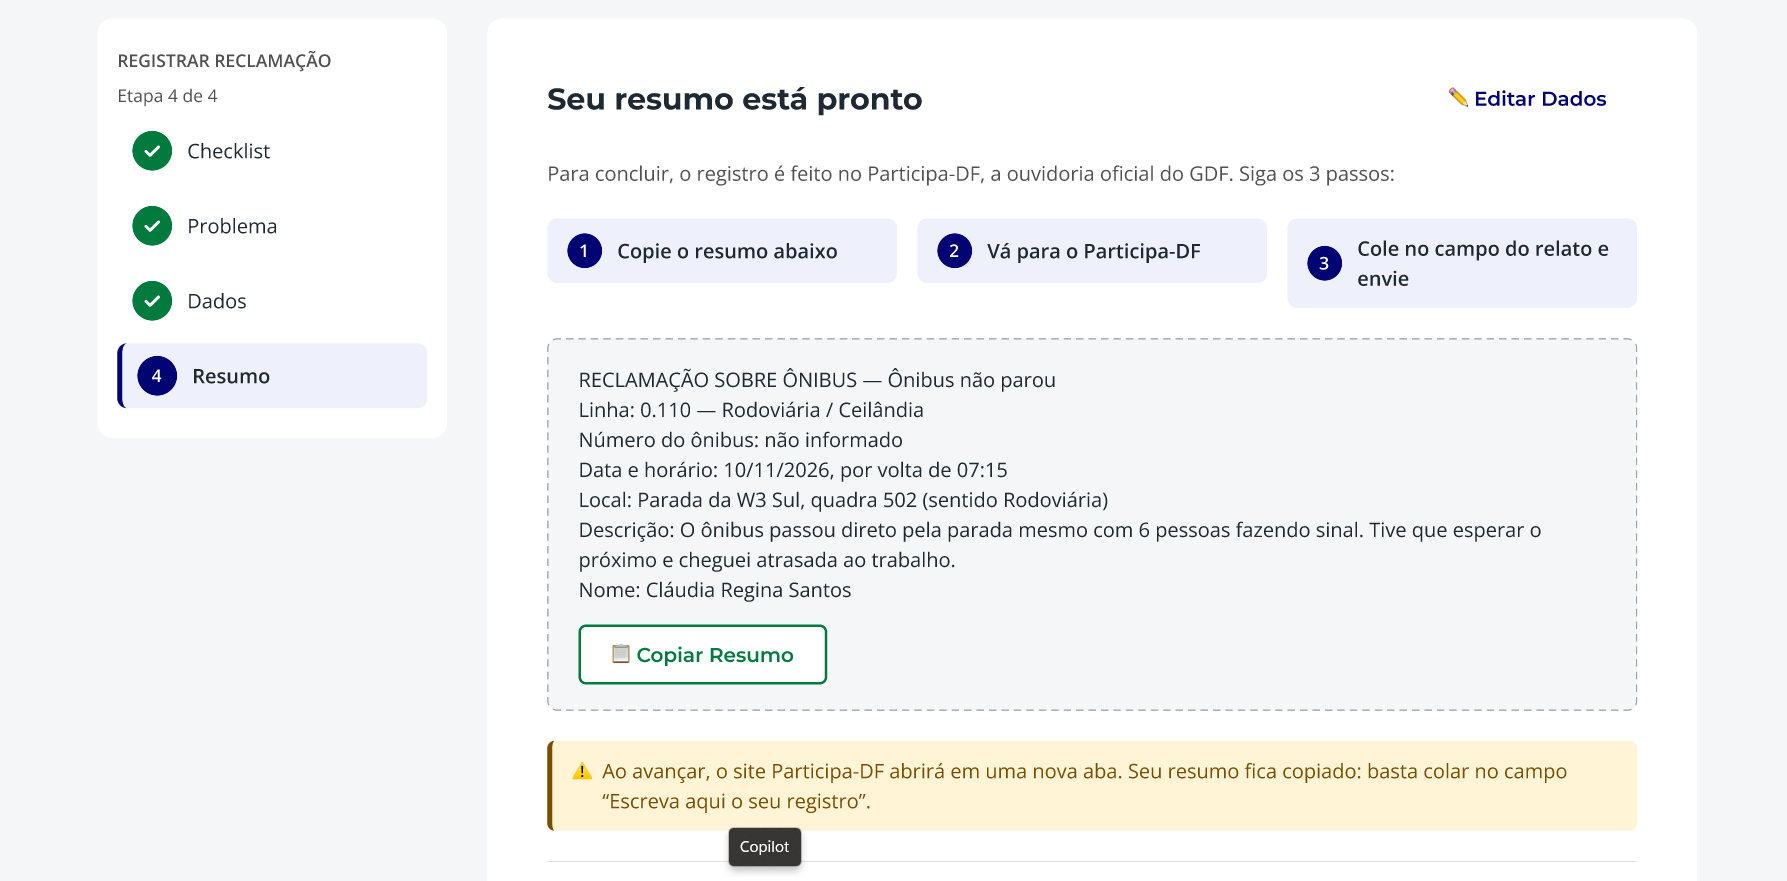 REGISTRAR RECLAMAÇÃO
Etapa 4 de 4
Checklist
Problema
Dados
4
Resumo
Seu resumo está pronto
Editar Dados
Para concluir, o registro é feito no Participa-DF, a ouvidoria oficial do GDF. Siga os 3 passos:
1
Copie o resumo abaixo
2
Vá para o Participa-DF
3
Cole no campo do relato e
envie
RECLAMAÇÃO SOBRE ÔNIBUS — Ônibus não parou
Linha: 0.110 — Rodoviária / Ceilândia
Número do ônibus: não informado
Data e horário: 10/11/2026, por volta de 07:15
Local: Parada da W3 Sul, quadra 502 (sentido Rodoviária)
Descrição: O ônibus passou direto pela parada mesmo com 6 pessoas fazendo sinal. Tive que esperar o
próximo e cheguei atrasada ao trabalho.
Nome: Cláudia Regina Santos
Copiar Resumo
Ao avançar, o site Participa-DF abrirá em uma nova aba. Seu resumo fica copiado: basta colar no campo
“Escreva aqui o seu registro”.
Copilot